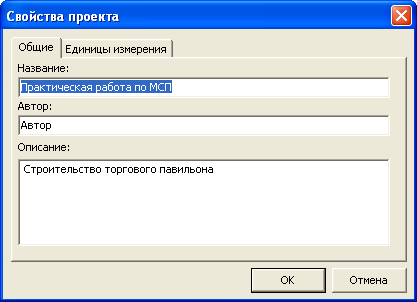 Свойства проекта
Общие Единицы измерения
Название:
Практическая работа по МСП
Автор:
Автор
Описание:
Строительство торгового павильона
OK Отмена